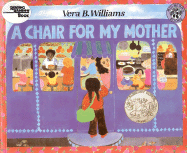 READING
RAINBOW
Book
Vera B. Williams
A CHAIR FOR MY MOTHER